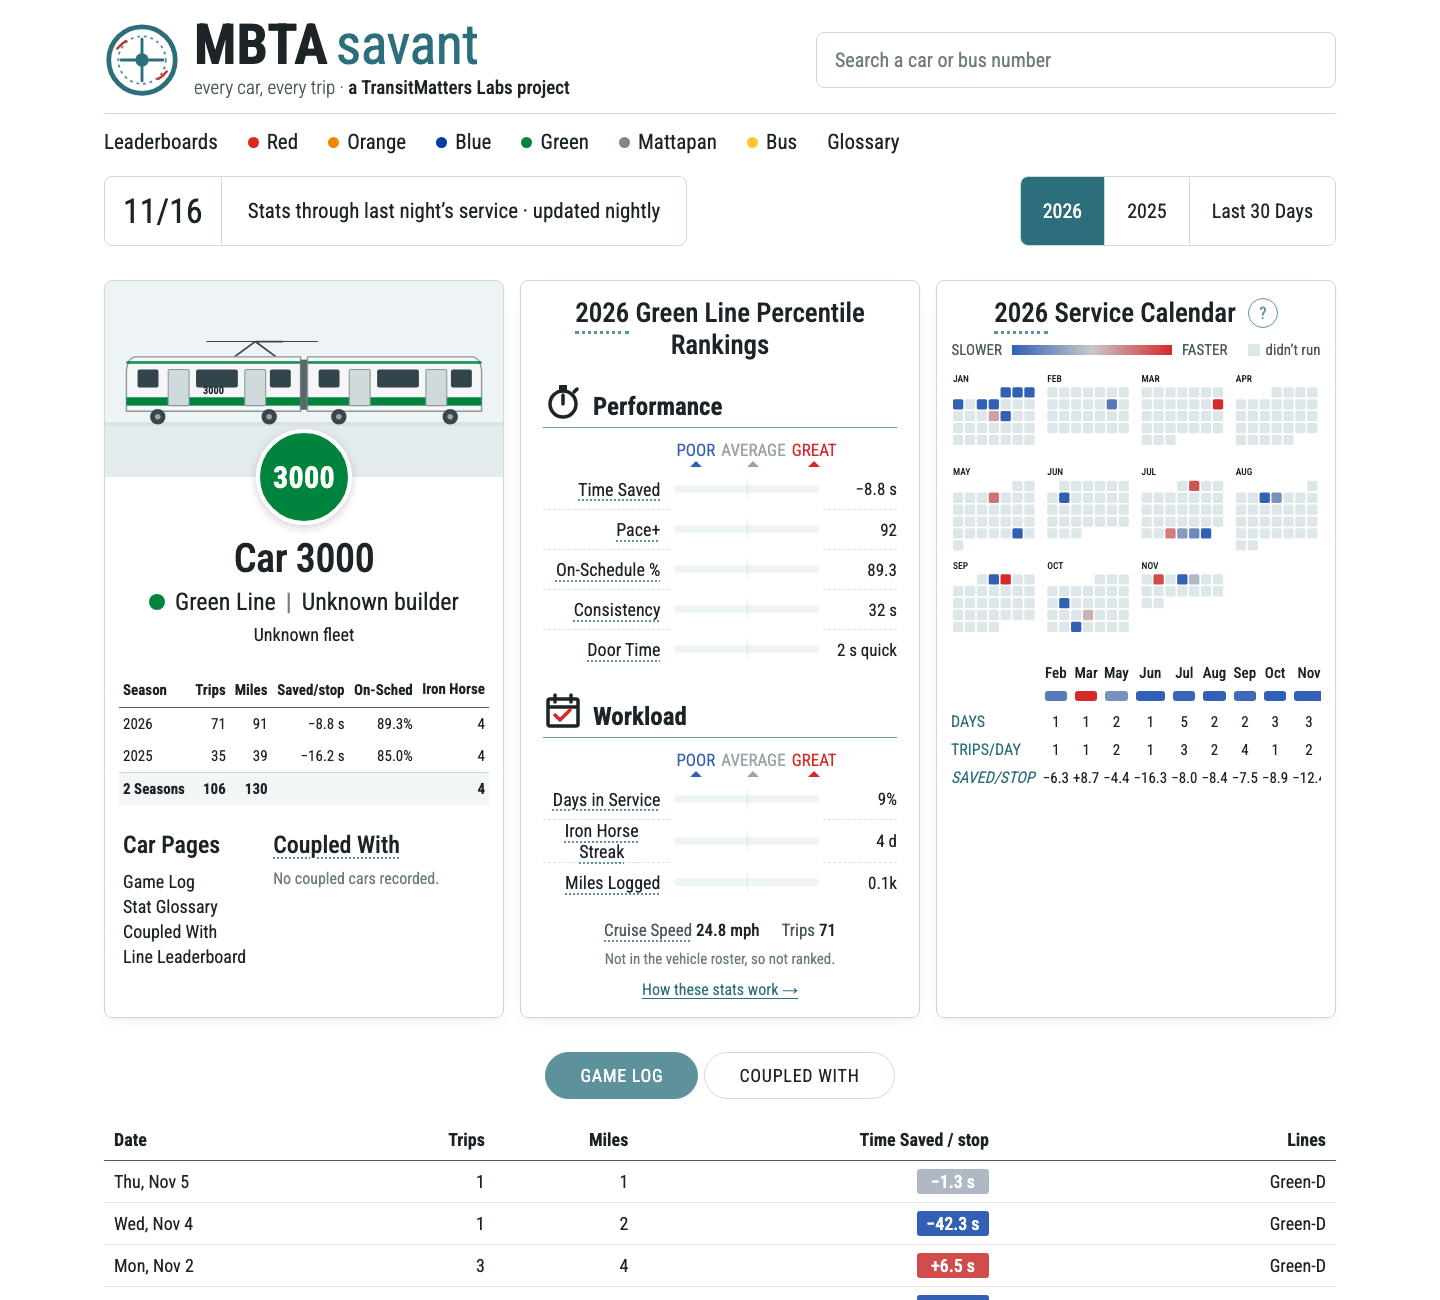 MBTA savant
every car, every trip · a TransitMatters Labs project
Search a car or bus number
Leaderboards Red Orange Blue Green Mattapan Bus Glossary
11/16 Stats through last night’s service · updated nightly
2026 2025 Last 30 Days
3000
3000
Car 3000
Green Line | Unknown builder
Unknown fleet
Season Trips Miles Saved/stop On-Sched Iron Horse
2026 71 91 −8.8 s 89.3% 4
2025 35 39 −16.2 s 85.0% 4
2 Seasons 106 130 4
Car Pages
Game Log
Stat Glossary
Coupled With
Line Leaderboard
Coupled With
No coupled cars recorded.
2026 Green Line Percentile
Rankings
Performance
POOR AVERAGE GREAT
Time Saved −8.8 s
Pace+ 92
On-Schedule % 89.3
Consistency 32 s
Door Time 2 s quick
Workload
POOR AVERAGE GREAT
Days in Service 9%
Iron Horse
Streak 4 d
Miles Logged 0.1k
Cruise Speed 24.8 mph Trips 71
Not in the vehicle roster, so not ranked.
How these stats work →
2026 Service Calendar ?
SLOWER FASTER didn’t run
JAN FEB MAR APR
MAY JUN JUL AUG
SEP OCT NOV
Feb Mar May Jun Jul Aug Sep Oct Nov
DAYS 1 1 2 1 5 2 2 3 3
TRIPS/DAY 1 1 2 1 3 2 4 1 2
SAVED/STOP −6.3 +8.7 −4.4 −16.3 −8.0 −8.4 −7.5 −8.9 −12.4
GAME LOG COUPLED WITH
Date Trips Miles Time Saved / stop Lines
Thu, Nov 5 1 1 −1.3 s Green-D
Wed, Nov 4 1 2 −42.3 s Green-D
Mon, Nov 2 3 4 +6.5 s Green-D